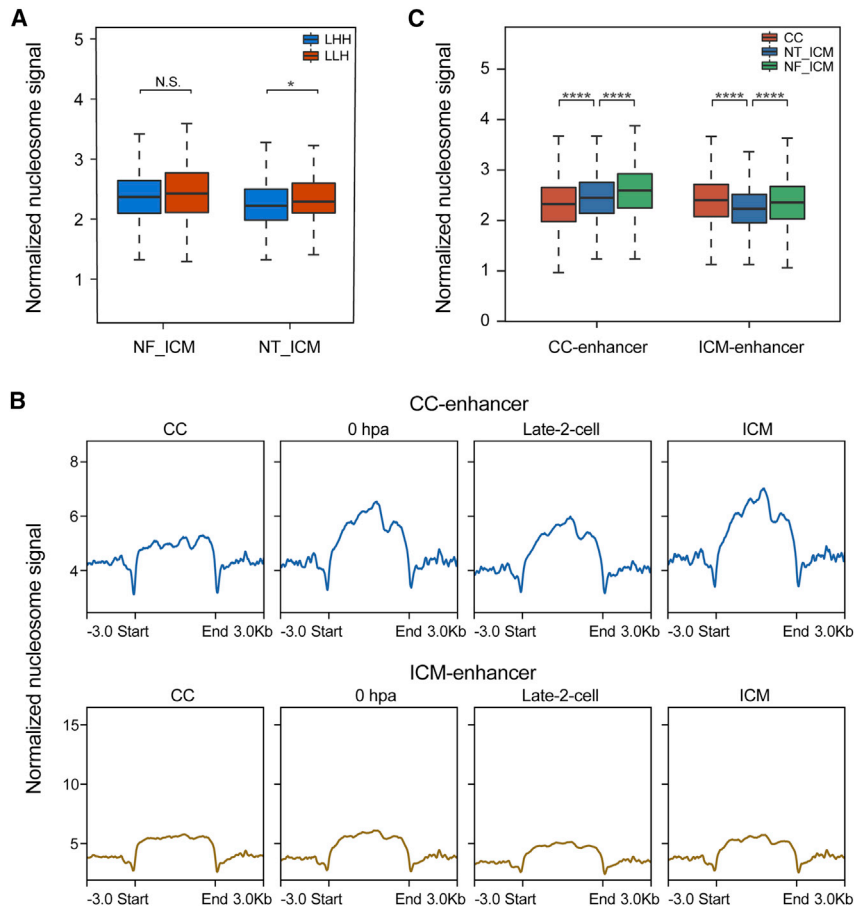 A
Normalized nucleosome signal
5
4
3
2
1
LHH
LLH
N.S.
*
NF_ICM
NT_ICM
C
Normalized nucleosome signal
5
4
3
2
1
0
CC
NT_ICM
NF_ICM
**** ****
**** ****
CC-enhancer
ICM-enhancer
B
Normalized nucleosome signal
CC-enhancer
CC
0 hpa
Late-2-cell
ICM
8
6
4
-3.0 Start End 3.0Kb
-3.0 Start End 3.0Kb
-3.0 Start End 3.0Kb
-3.0 Start End 3.0Kb
Normalized nucleosome signal
ICM-enhancer
CC
0 hpa
Late-2-cell
ICM
15
10
5
-3.0 Start End 3.0Kb
-3.0 Start End 3.0Kb
-3.0 Start End 3.0Kb
-3.0 Start End 3.0Kb